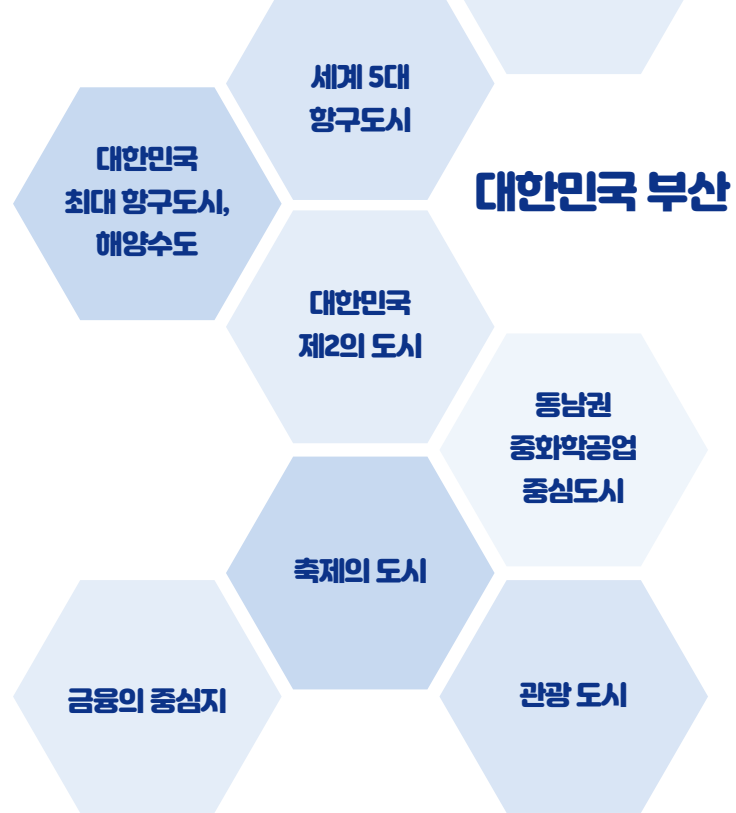 세계 5대
항구도시
대한민국
최대 항구도시,
해양수도
대한민국 부산
대한민국
제2의 도시
동남권
중화학공업
중심도시
축제의 도시
금융의 중심지
관광 도시